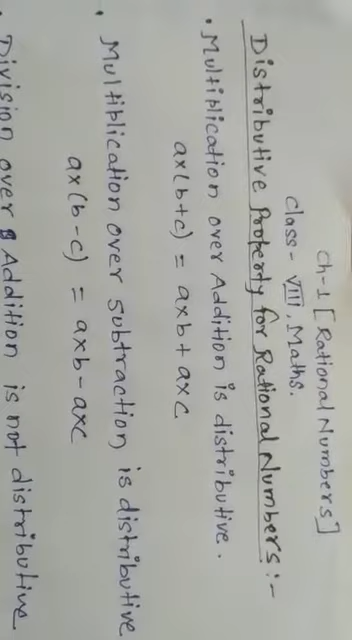 Ch-1 [Rational Numbers]
Class- VIII, Maths.
Distributive Property for Rational Numbers:-
• Multiplication over Addition is distributive.
a×(b+c) = a×b+a×c
• Multiplication over subtraction is distributive
a×(b-c) = a×b-a×c
• Division over Addition is not distributive.